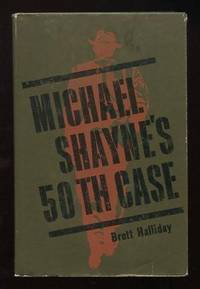 MICHAEL
SHAYNE'S
50TH CASE
Brett Halliday